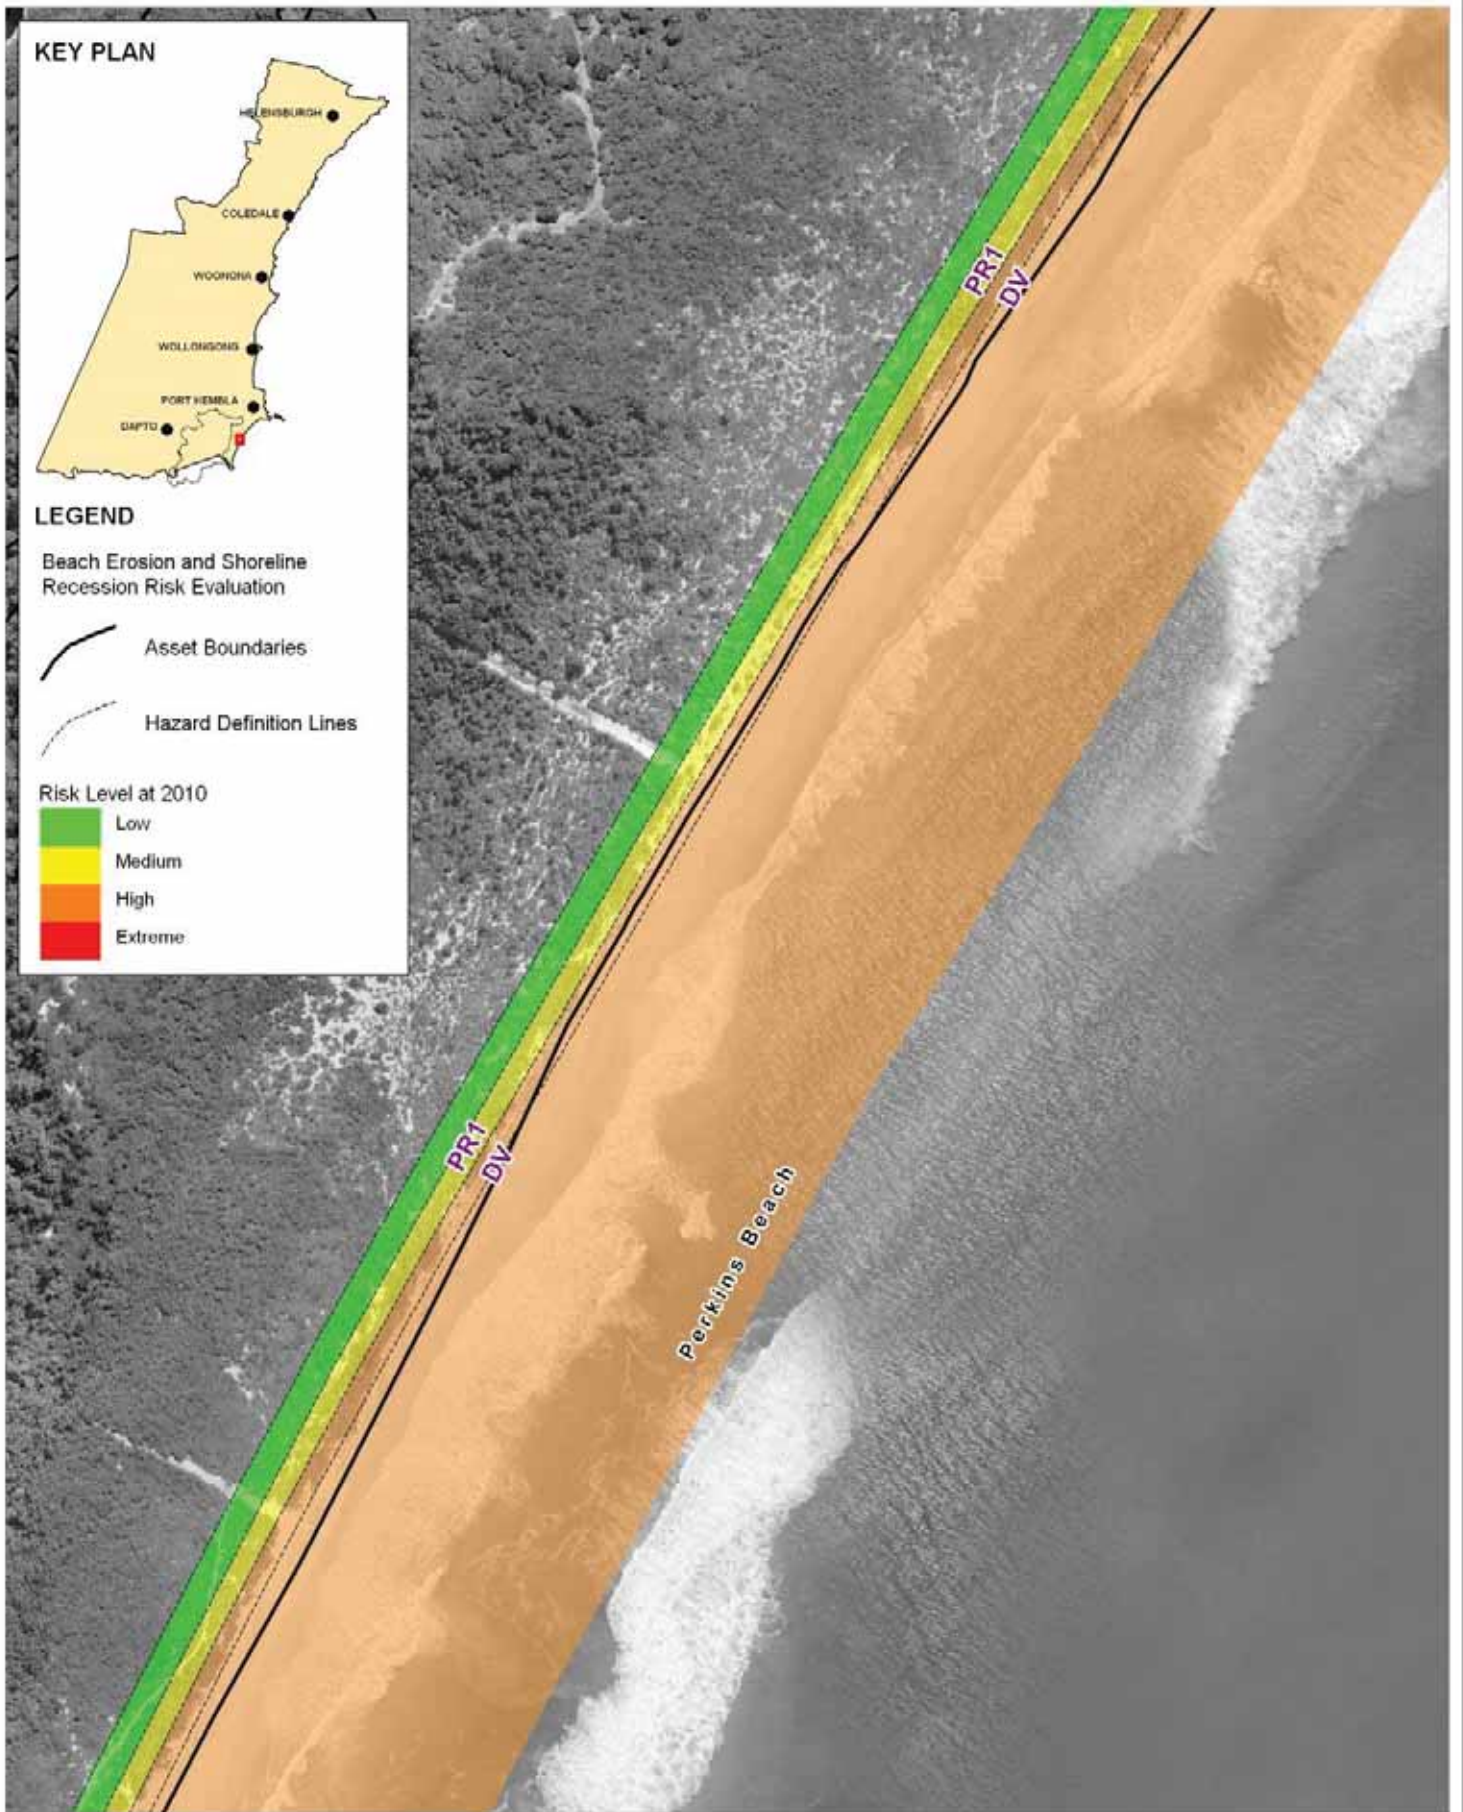 KEY PLAN
HELENSBURGH
COLEDALE
WOONONA
WOLLONGONG
PORT KEMBLA
DAPTO
LEGEND
Beach Erosion and Shoreline
Recession Risk Evaluation
Asset Boundaries
Hazard Definition Lines
Risk Level at 2010
Low
Medium
High
Extreme
PR1
DV
PR1
DV
Perkins Beach